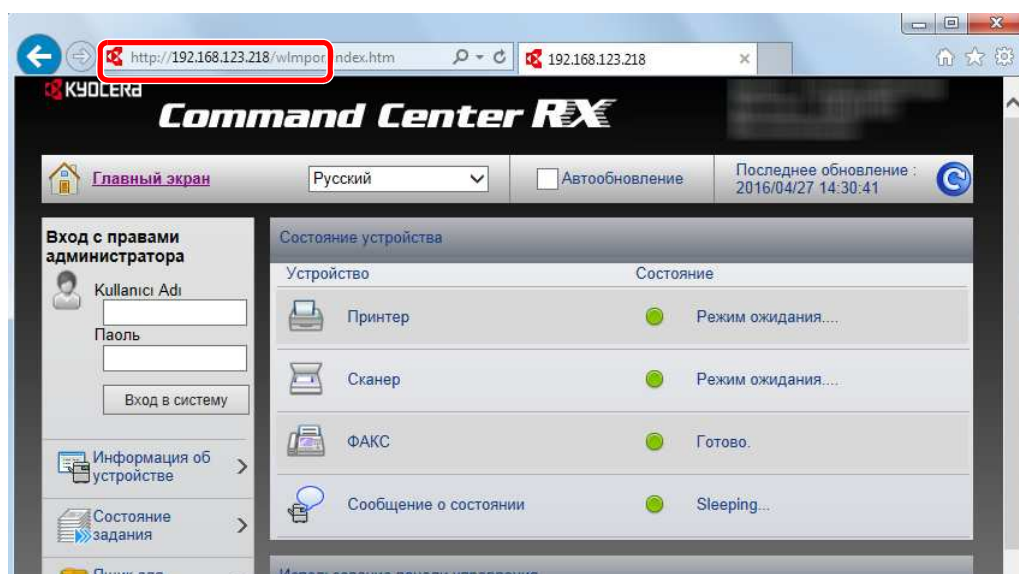 http://192.168.123.218/wlmpor/index.htm
192.168.123.218
KYOCERA
Command Center RX
Главный экран
Русский
Автообновление
Последнее обновление :
2016/04/27 14:30:41
Вход с правами
администратора
Kullanıcı Adı
Паоль
Вход в систему
Информация об
устройстве
Состояние
задания
Состояние устройства
Устройство Состояние
Принтер Режим ожидания....
Сканер Режим ожидания....
ФАКС Готово.
Сообщение о состоянии Sleeping...